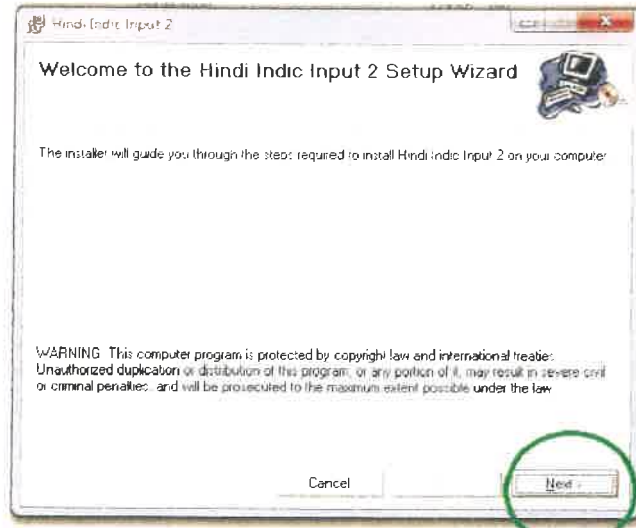 Hindi Indic Input 2
Welcome to the Hindi Indic Input 2 Setup Wizard
The installer will guide you through the steps required to install Hindi Indic Input 2 on your computer
WARNING: This computer program is protected by copyright law and international treaties.
Unauthorized duplication or distribution of this program, or any portion of it, may result in severe civil
or criminal penalties, and will be prosecuted to the maximum extent possible under the law
Cancel
Next >